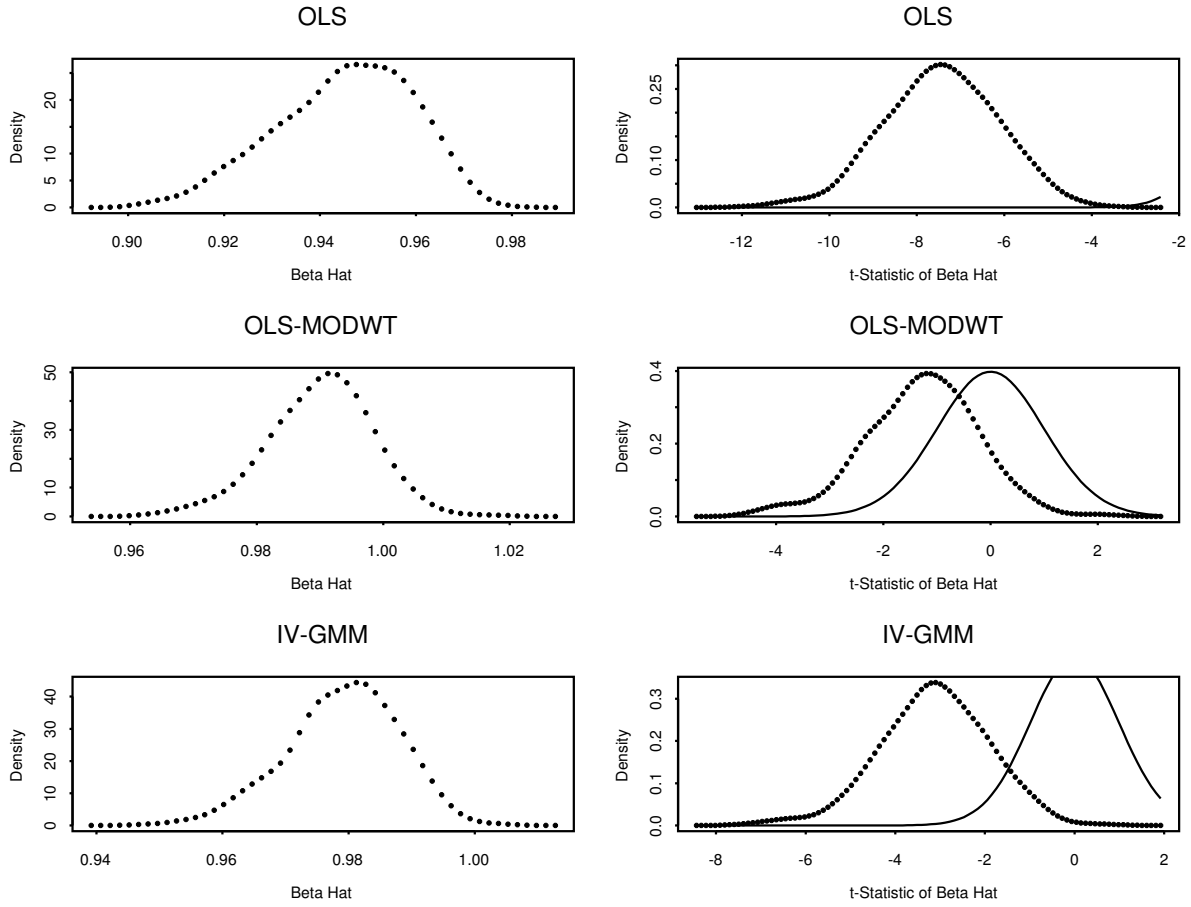 OLS
Density
20
10
5
0
0.90 0.92 0.94 0.96 0.98
Beta Hat
OLS
Density
0.25
0.10
0.0
-12 -10 -8 -6 -4 -2
t-Statistic of Beta Hat
OLS-MODWT
Density
50
30
10
0
0.96 0.98 1.00 1.02
Beta Hat
OLS-MODWT
Density
0.4
0.2
0.0
-4 -2 0 2
t-Statistic of Beta Hat
IV-GMM
Density
40
30
20
10
0
0.94 0.96 0.98 1.00
Beta Hat
IV-GMM
Density
0.3
0.2
0.1
0.0
-8 -6 -4 -2 0 2
t-Statistic of Beta Hat